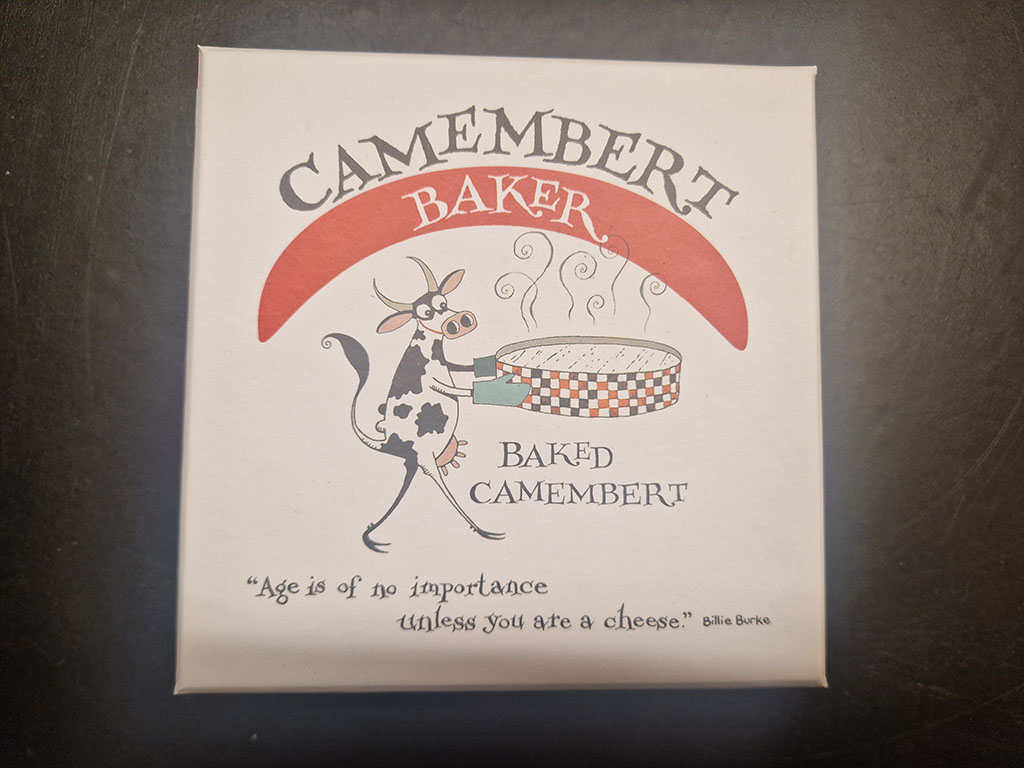 CAMEMBERT
BAKER
BAKED
CAMEMBERT
“Age is of no importance
unless you are a cheese.” Billie Burke